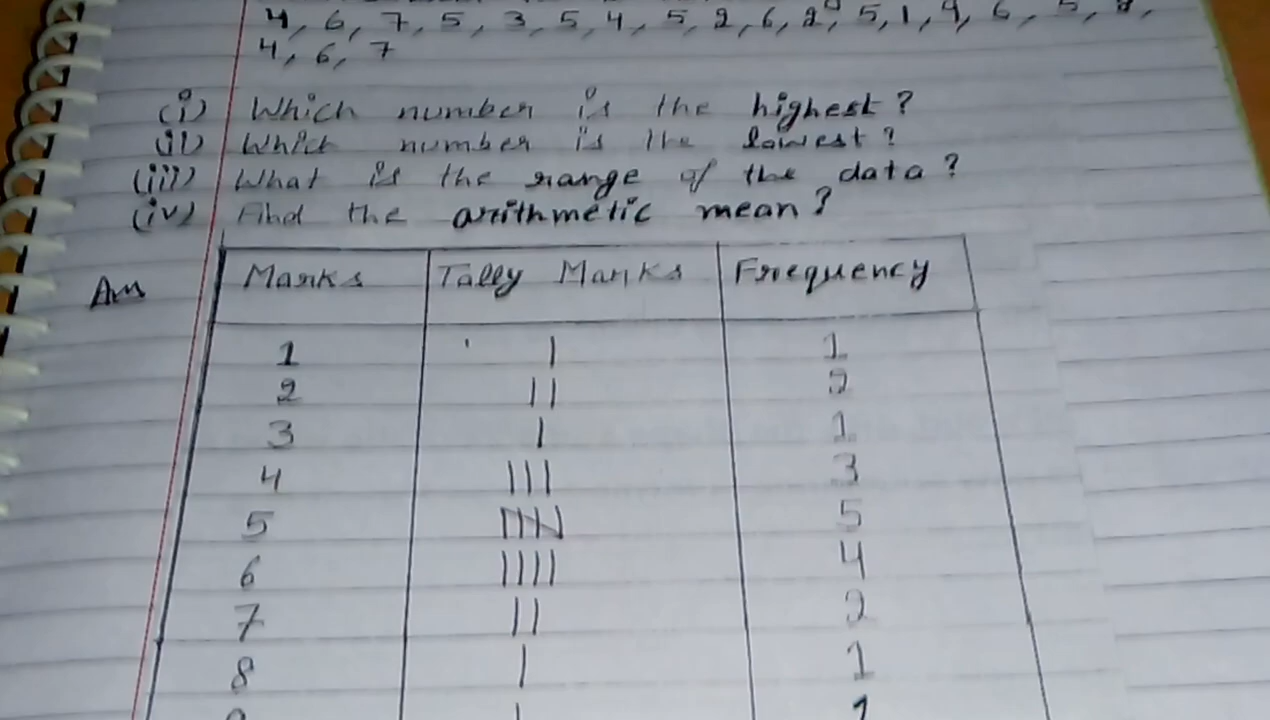 4, 6, 7, 5, 3, 5, 4, 5, 2, 6, 2, 5, 1, 9, 6, 5, 8,
4, 6, 7
(i) Which number is the highest?
(ii) Which number is the lowest?
(iii) What is the range of the data?
(iv) Find the arithmetic mean?
Ans
Marks Tally Marks Frequency
1 | 1
2 || 2
3 | 1
4 ||| 3
5 𝍸 5
6 |||| 4
7 || 2
8 | 1
9 | 1